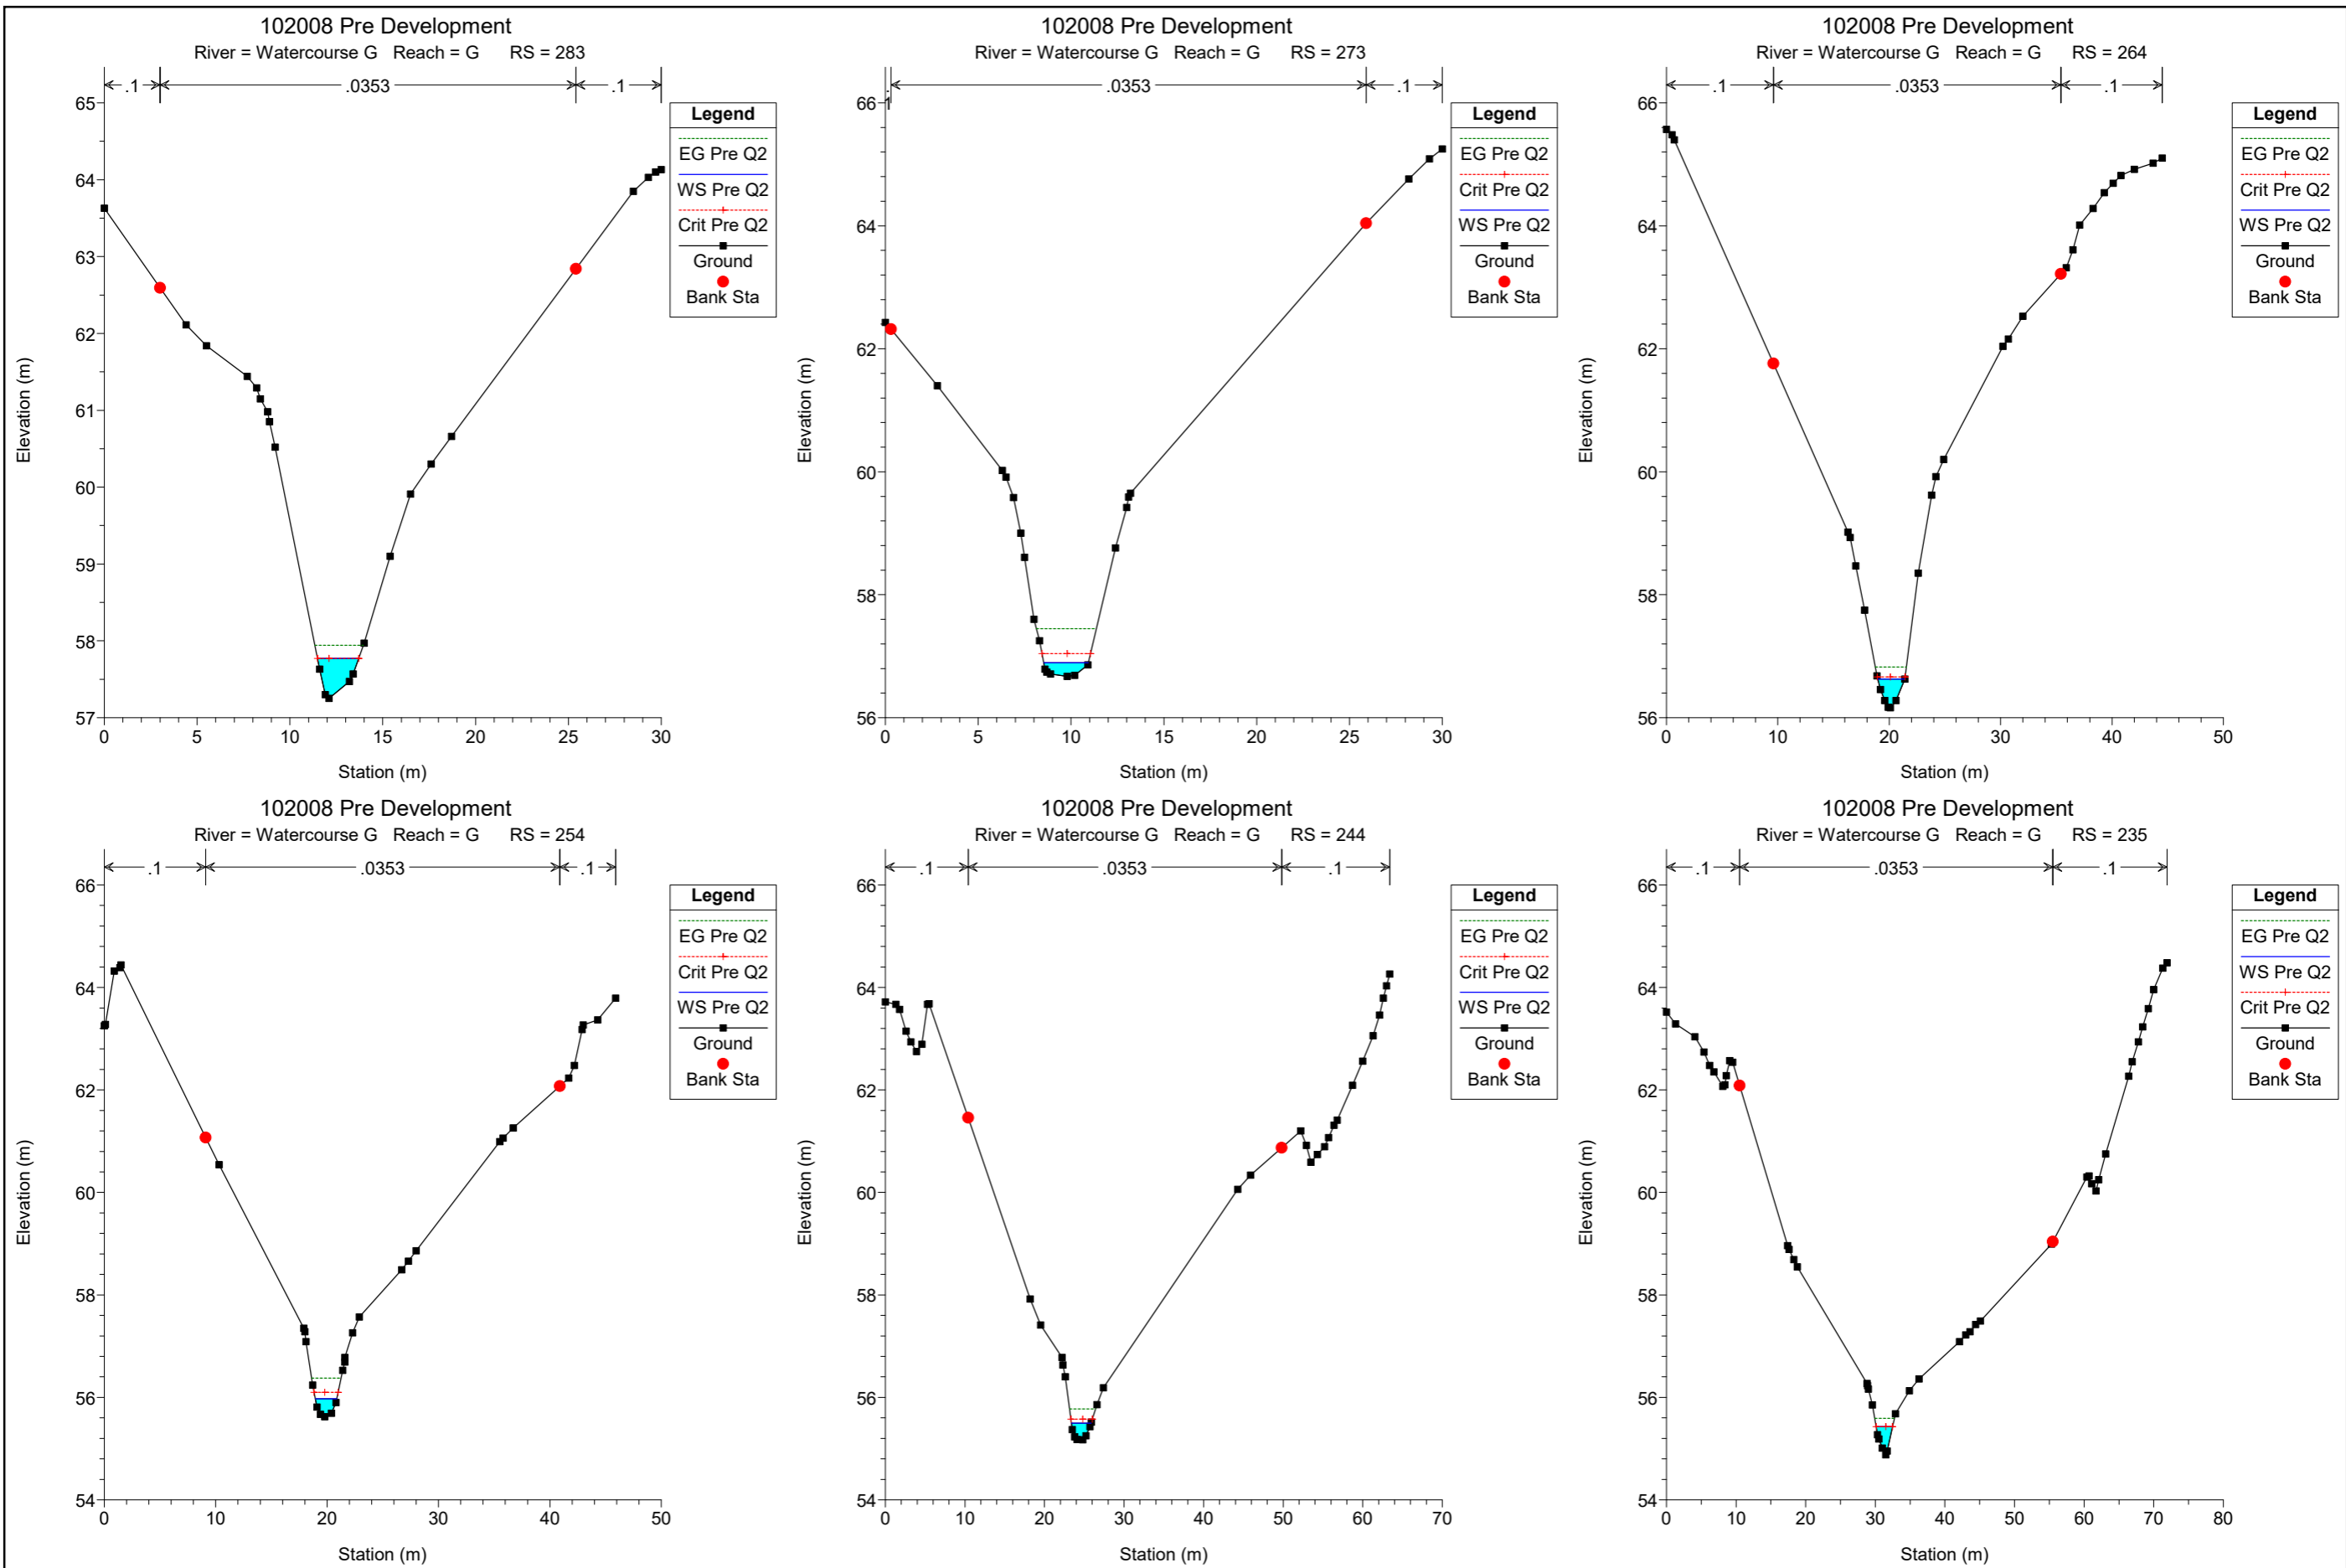 102008 Pre Development
River = Watercourse G Reach = G RS = 283
.1 .0353 .1
Legend
EG Pre Q2
WS Pre Q2
Crit Pre Q2
Ground
Bank Sta
65
64
63
62
61
60
59
58
57
Elevation (m)
0 5 10 15 20 25 30
Station (m)
102008 Pre Development
River = Watercourse G Reach = G RS = 273
.1 .0353 .1
Legend
EG Pre Q2
Crit Pre Q2
WS Pre Q2
Ground
Bank Sta
66
64
62
60
58
56
Elevation (m)
0 5 10 15 20 25 30
Station (m)
102008 Pre Development
River = Watercourse G Reach = G RS = 264
.1 .0353 .1
Legend
EG Pre Q2
Crit Pre Q2
WS Pre Q2
Ground
Bank Sta
66
64
62
60
58
56
Elevation (m)
0 10 20 30 40 50
Station (m)
102008 Pre Development
River = Watercourse G Reach = G RS = 254
.1 .0353 .1
Legend
EG Pre Q2
Crit Pre Q2
WS Pre Q2
Ground
Bank Sta
66
64
62
60
58
56
54
Elevation (m)
0 10 20 30 40 50
Station (m)
102008 Pre Development
River = Watercourse G Reach = G RS = 244
.1 .0353 .1
Legend
EG Pre Q2
Crit Pre Q2
WS Pre Q2
Ground
Bank Sta
66
64
62
60
58
56
54
Elevation (m)
0 10 20 30 40 50 60 70
Station (m)
102008 Pre Development
River = Watercourse G Reach = G RS = 235
.1 .0353 .1
Legend
EG Pre Q2
WS Pre Q2
Crit Pre Q2
Ground
Bank Sta
66
64
62
60
58
56
54
Elevation (m)
0 10 20 30 40 50 60 70 80
Station (m)